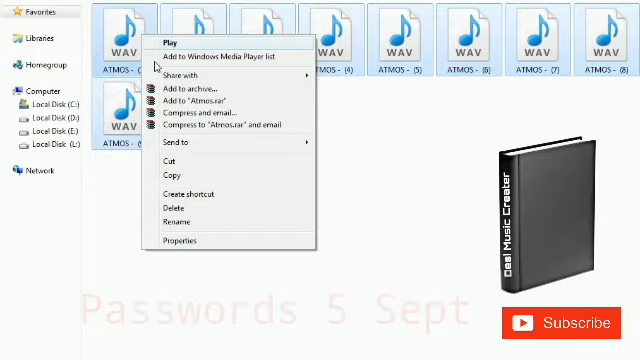 Favorites
Libraries
Homegroup
Computer
Local Disk (C:)
Local Disk (D:)
Local Disk (E:)
Local Disk (L:)
Network
WAV
WAV
WAV
WAV
WAV
WAV
WAV
WAV
ATMOS -
ATMOS - (4)
ATMOS - (5)
ATMOS - (6)
ATMOS - (7)
WAV
ATMOS -
Play
Add to Windows Media Player list
Share with
Add to archive...
Add to "Atmos.rar"
Compress and email...
Compress to "Atmos.rar" and email
Send to
Cut
Copy
Create shortcut
Delete
Rename
Properties
Desi Music Creater
Passwords 5 Sept
Subscribe